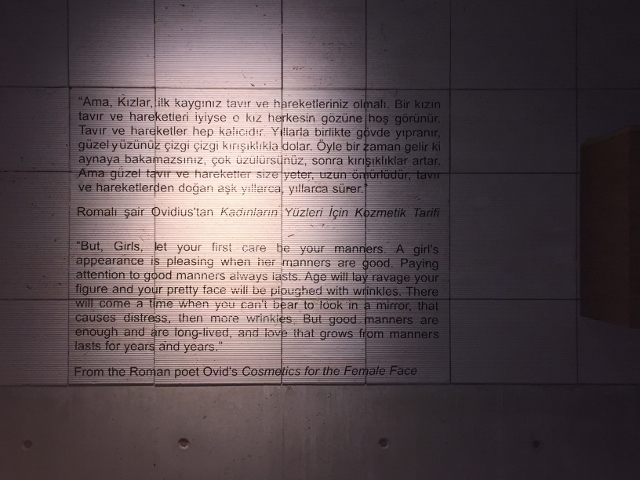 "Ama, Kızlar, ilk kaygınız tavır ve hareketleriniz olmalı. Bir kızın
tavır ve hareketleri iyiyse o kız herkesin gözüne hoş görünür.
Tavır ve hareketler hep kalıcıdır. Yıllarla birlikte gövde yıpranır,
güzel yüzünüz çizgi çizgi kırışıklıkla dolar. Öyle bir zaman gelir ki
aynaya bakamazsınız, çok üzülürsünüz, sonra kırışıklıklar artar.
Ama güzel tavır ve hareketler size yeter, uzun ömürlüdür, tavır
ve hareketlerden doğan aşk yıllarca, yıllarca sürer."
Romalı şair Ovidius'tan Kadınların Yüzleri İçin Kozmetik Tarifi
"But, Girls, let your first care be your manners. A girl's
appearance is pleasing when her manners are good. Paying
attention to good manners always lasts. Age will lay ravage your
figure and your pretty face will be ploughed with wrinkles. There
will come a time when you can't bear to look in a mirror, that
causes distress, then more wrinkles. But good manners are
enough and are long-lived, and love that grows from manners
lasts for years and years."
From the Roman poet Ovid's Cosmetics for the Female Face